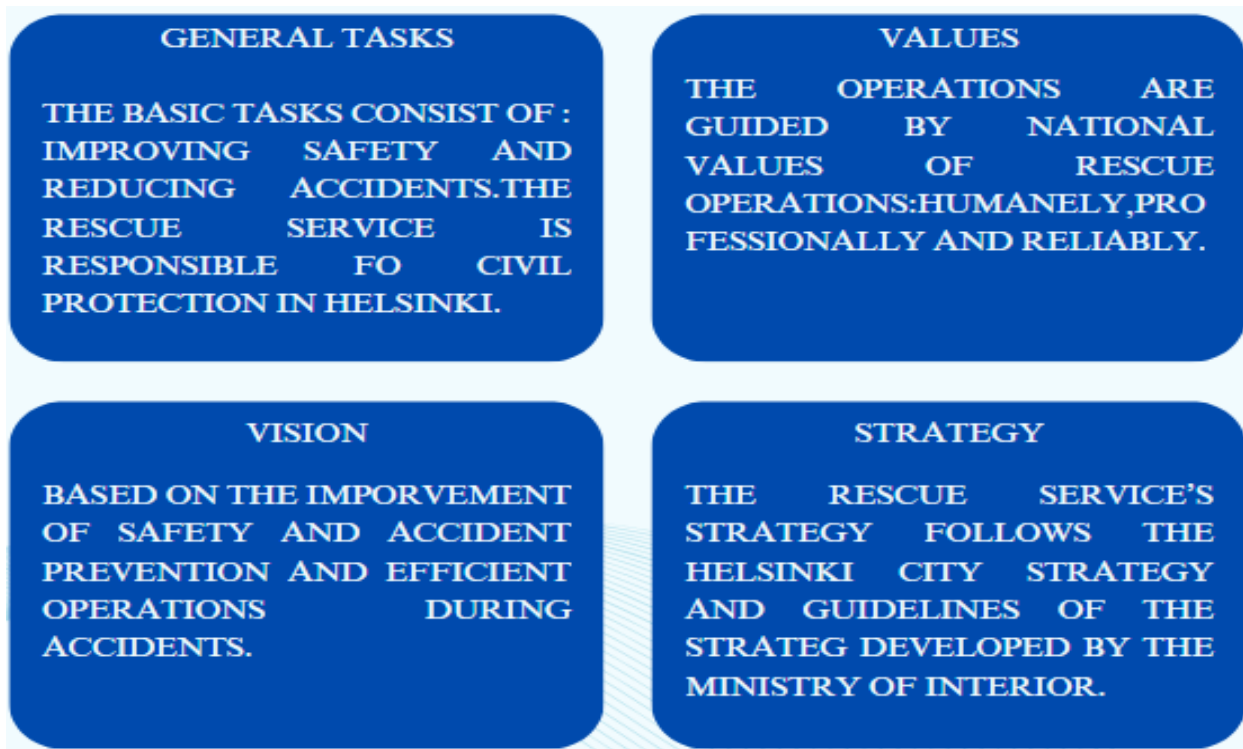 GENERAL TASKS
THE BASIC TASKS CONSIST OF :
IMPROVING SAFETY AND
REDUCING ACCIDENTS.THE
RESCUE SERVICE IS
RESPONSIBLE FO CIVIL
PROTECTION IN HELSINKI.
VALUES
THE OPERATIONS ARE
GUIDED BY NATIONAL
VALUES OF RESCUE
OPERATIONS:HUMANELY,PRO
FESSIONALLY AND RELIABLY.
VISION
BASED ON THE IMPORVEMENT
OF SAFETY AND ACCIDENT
PREVENTION AND EFFICIENT
OPERATIONS DURING
ACCIDENTS.
STRATEGY
THE RESCUE SERVICE’S
STRATEGY FOLLOWS THE
HELSINKI CITY STRATEGY
AND GUIDELINES OF THE
STRATEG DEVELOPED BY THE
MINISTRY OF INTERIOR.